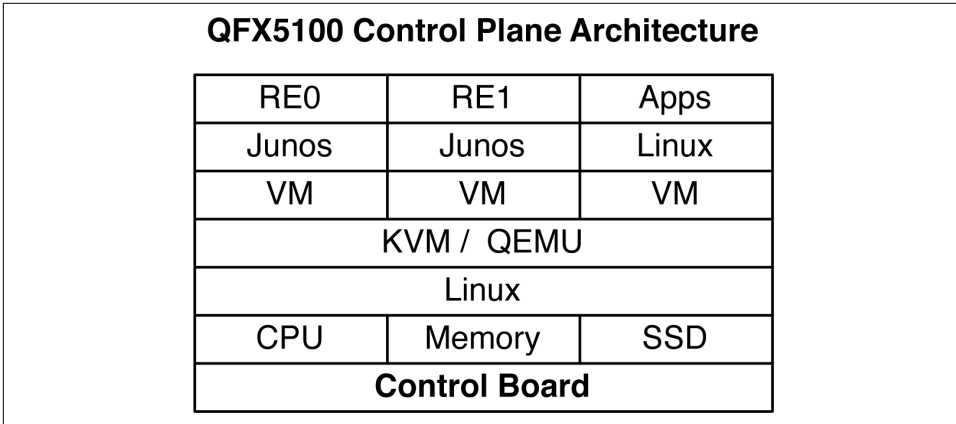 QFX5100 Control Plane Architecture
RE0 RE1 Apps
Junos Junos Linux
VM VM VM
KVM / QEMU
Linux
CPU Memory SSD
Control Board